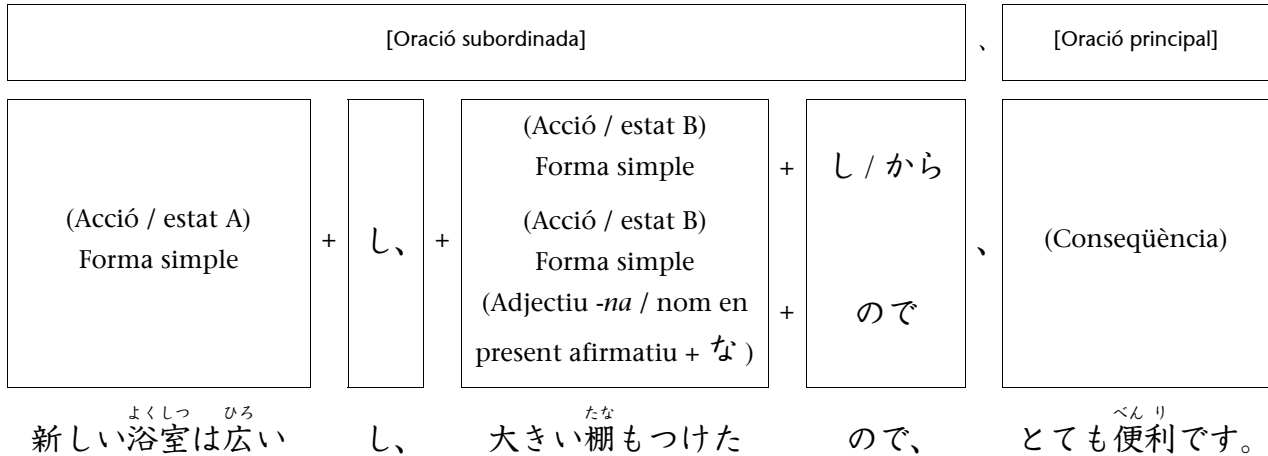 [Oració subordinada] 、 [Oració principal]
(Acció / estat B)
Forma simple + し / から
(Acció / estat A)
Forma simple + し、 + (Acció / estat B)
Forma simple 、 (Conseqüència)
(Adjectiu -na / nom en
present afirmatiu + な ) + ので
よくしつ ひろ たな べん り
新しい浴室は広い し、 大きい棚もつけた ので、 とても便利です。